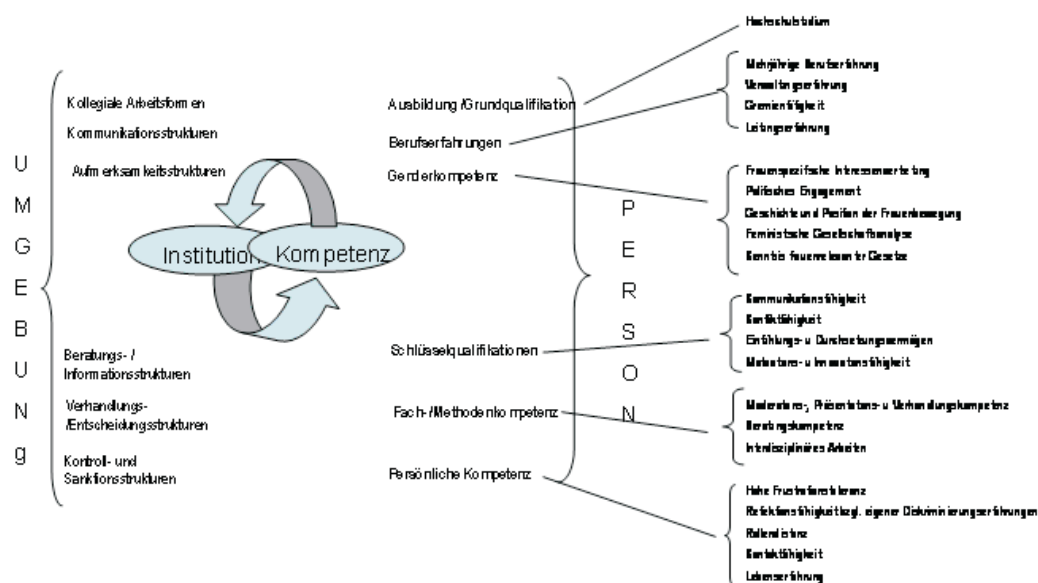 UMGEBUNg
Kollegiale Arbeitsformen
Kommunikationsstrukturen
Aufmerksamkeitsstrukturen
Beratungs- /
Informationsstrukturen
Verhandlungs-
/Entscheidungsstrukturen
Kontroll- und
Sanktionsstrukturen
Institution
Kompetenz
Ausbildung /Grundqualifikation
Berufserfahrungen
Genderkompetenz
Schlüsselqualifikationen
Fach-/Methodenkompetenz
Persönliche Kompetenz
PERSON
Hochschulstudium
Mehrjährige Berufserfahrung
Verwaltungserfahrung
Gremientätigkeit
Leitungserfahrung
Frauenspezifische Interessenvertretung
Politisches Engagement
Geschichte und Position der Frauenbewegung
Feministische Gesellschaftsanalyse
Kenntnis frauenrelevanter Gesetze
Kommunikationsfähigkeit
Konfliktfähigkeit
Einfühlungs- u Durchsetzungsvermögen
Motivations- u Innovationsfähigkeit
Moderations-, Präsentations- u Verhandlungskompetenz
Beratungskompetenz
Interdisziplinäres Arbeiten
Hohe Frustrationstoleranz
Reflektionsfähigkeit bzgl. eigener Diskriminierungserfahrungen
Rollendistanz
Kontaktfähigkeit
Lebenserfahrung